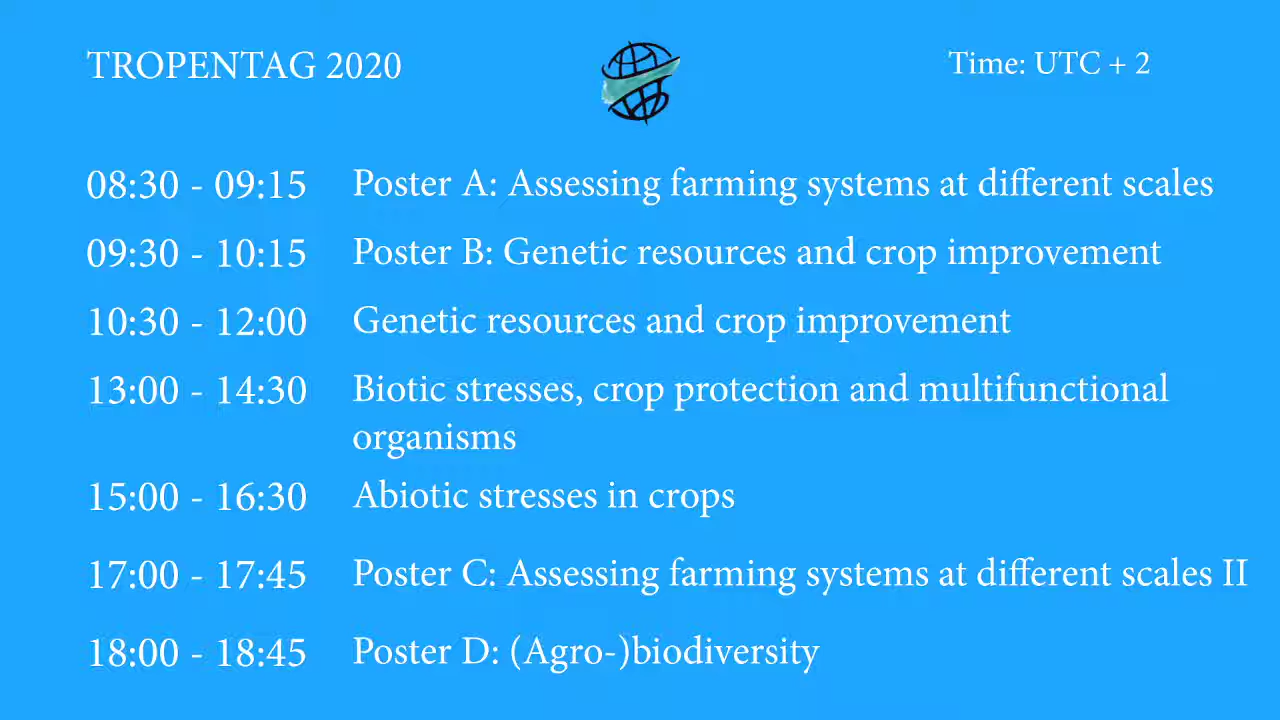 TROPENTAG 2020
Time: UTC + 2
08:30 - 09:15 Poster A: Assessing farming systems at different scales
09:30 - 10:15 Poster B: Genetic resources and crop improvement
10:30 - 12:00 Genetic resources and crop improvement
13:00 - 14:30 Biotic stresses, crop protection and multifunctional
organisms
15:00 - 16:30 Abiotic stresses in crops
17:00 - 17:45 Poster C: Assessing farming systems at different scales II
18:00 - 18:45 Poster D: (Agro-)biodiversity